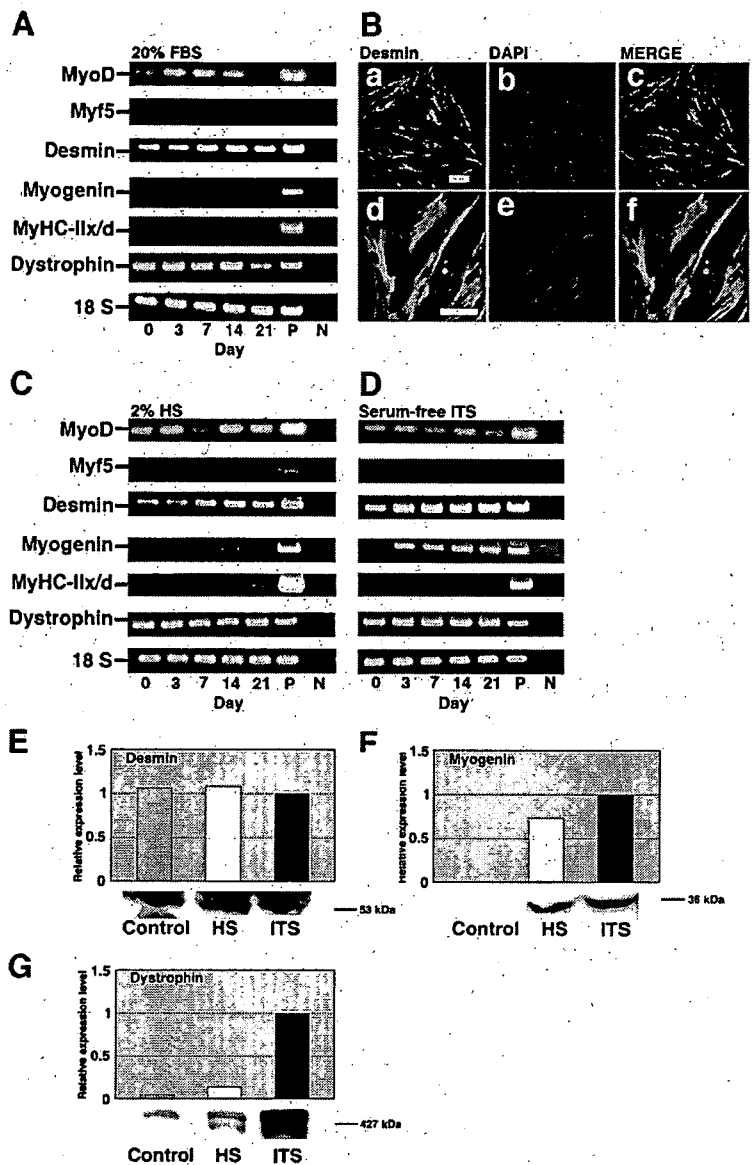 A
20% FBS
MyoD
Myf5
Desmin
Myogenin
MyHC-IIx/d
Dystrophin
18 S
0 3 7 14 21 P N
Day
B
Desmin DAPI MERGE
a b c
d e f
C
2% HS
MyoD
Myf5
Desmin
Myogenin
MyHC-IIx/d
Dystrophin
18 S
0 3 7 14 21 P N
Day
D
Serum-free ITS
0 3 7 14 21 P N
Day
E
Relative expression level
1.5
1
0.5
0
Desmin
53 kDa
Control HS ITS
F
Relative expression level
1.5
1
0.5
0
Myogenin
36 kDa
Control HS ITS
G
Relative expression level
1.5
1
0.5
0
Dystrophin
427 kDa
Control HS ITS